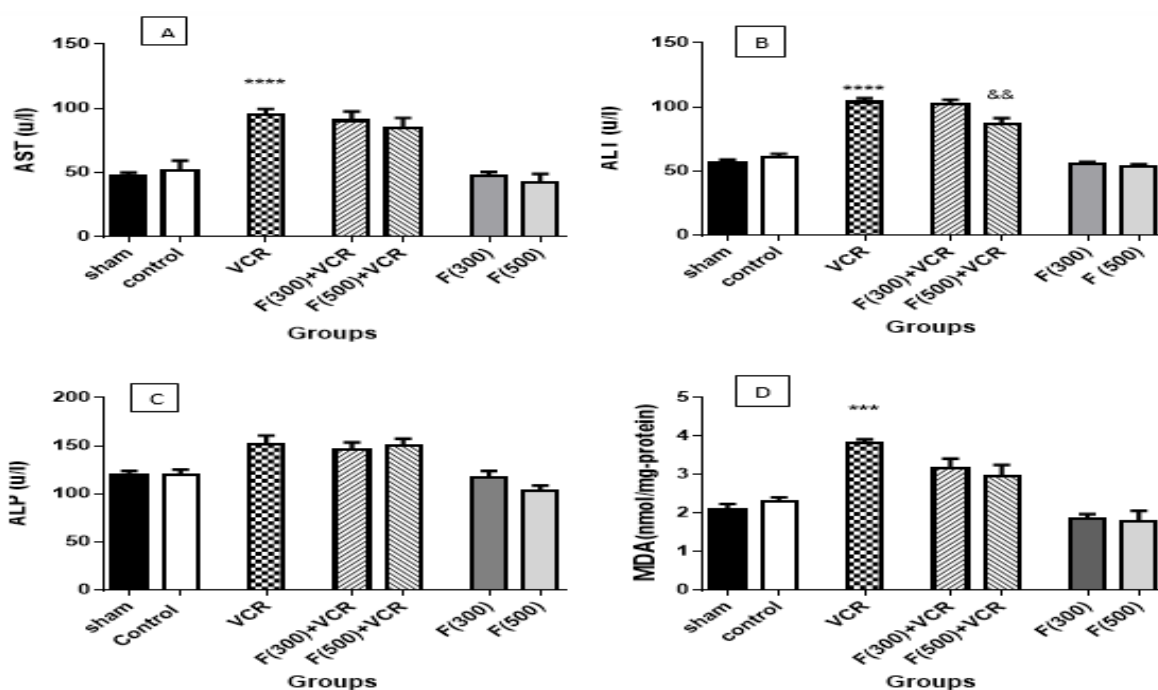 A
AST (u/l)
150
100
50
0
****
sham
control
VCR
F(300)+VCR
F(500)+VCR
F(300)
F(500)
Groups
B
ALT (u/l)
150
100
50
0
****
&&
sham
control
VCR
F(300)+VCR
F(500)+VCR
F(300)
F (500)
Groups
C
ALP (u/l)
200
150
100
50
0
sham
Control
VCR
F(300)+VCR
F(500)+VCR
F(300)
F(500)
Groups
D
MDA(nmol/mg-protein)
5
4
3
2
1
0
***
sham
control
VCR
F(300)+VCR
F(500)+VCR
F(300)
F(500)
Groups